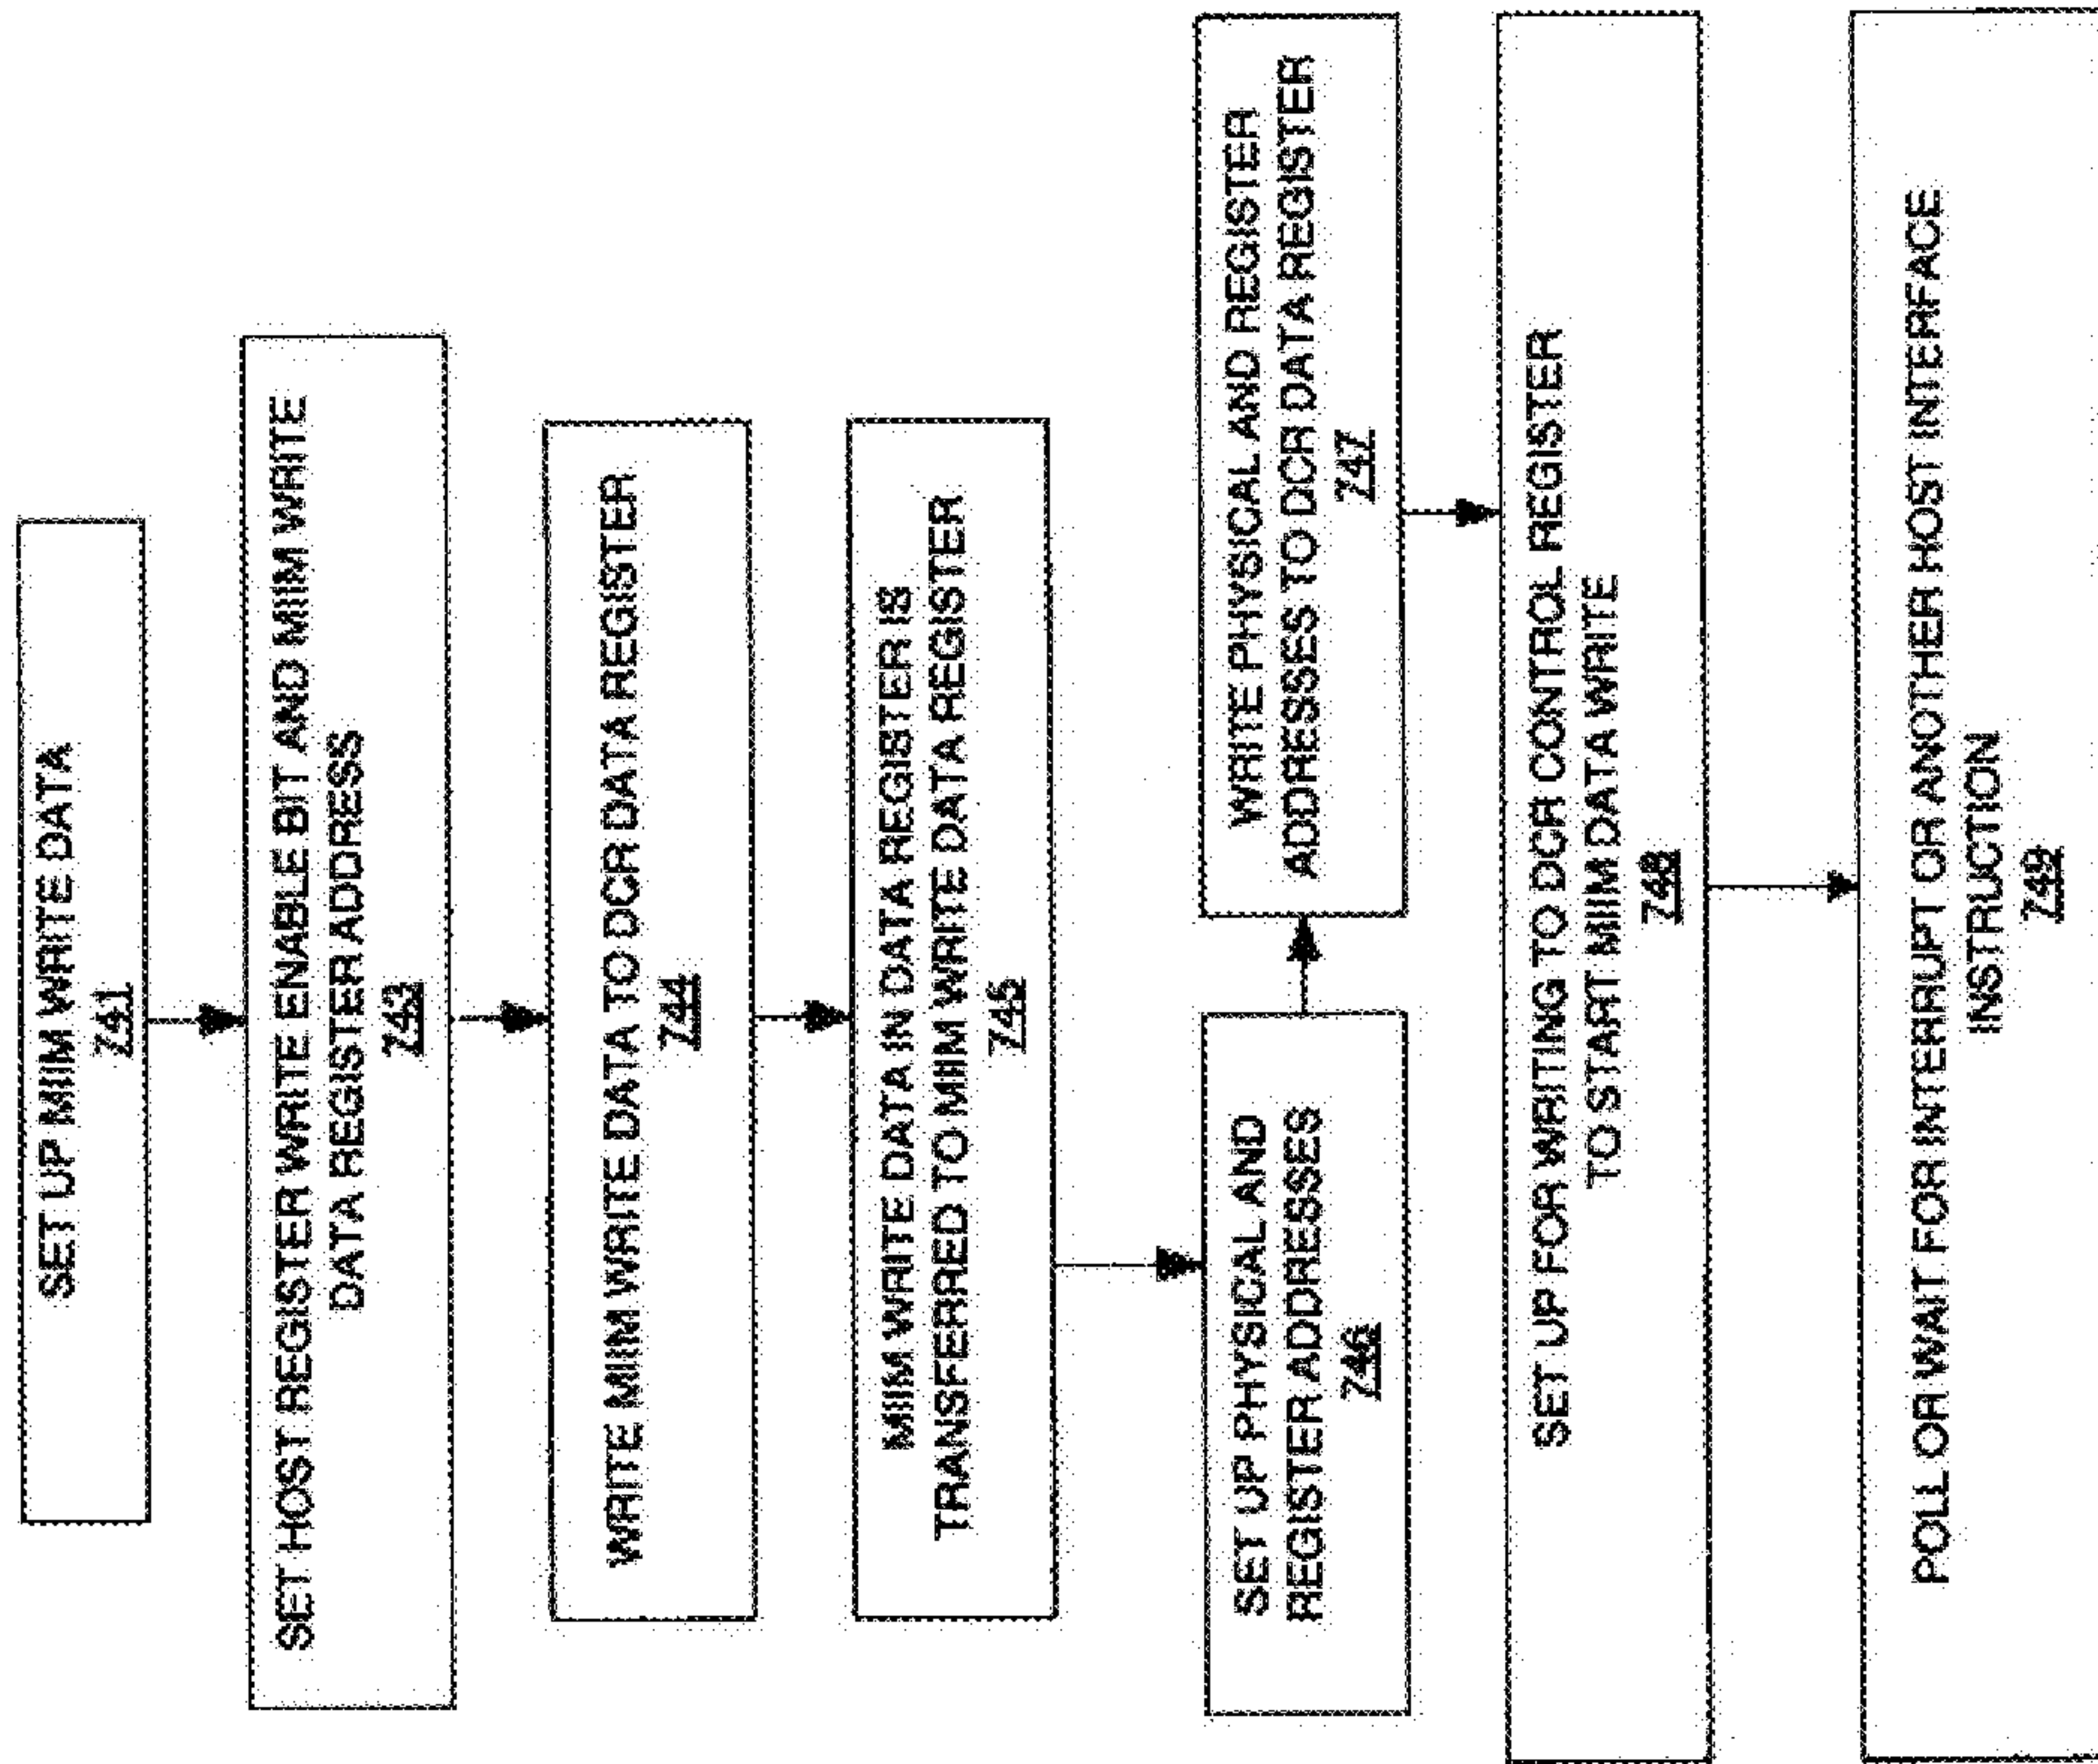 SET UP MIIM WRITE DATA
741
SET HOST REGISTER WRITE ENABLE BIT AND MIIM WRITE
DATA REGISTER ADDRESS
743
WRITE MIIM WRITE DATA TO DCR DATA REGISTER
744
MIIM WRITE DATA IN DATA REGISTER IS
TRANSFERRED TO MIIM WRITE DATA REGISTER
745
SET UP PHYSICAL AND
REGISTER ADDRESSES
746
WRITE PHYSICAL AND REGISTER
ADDRESSES TO DCR DATA REGISTER
747
SET UP FOR WRITING TO DCR CONTROL REGISTER
TO START MIIM DATA WRITE
748
POLL OR WAIT FOR INTERRUPT OR ANOTHER HOST INTERFACE
INSTRUCTION
749